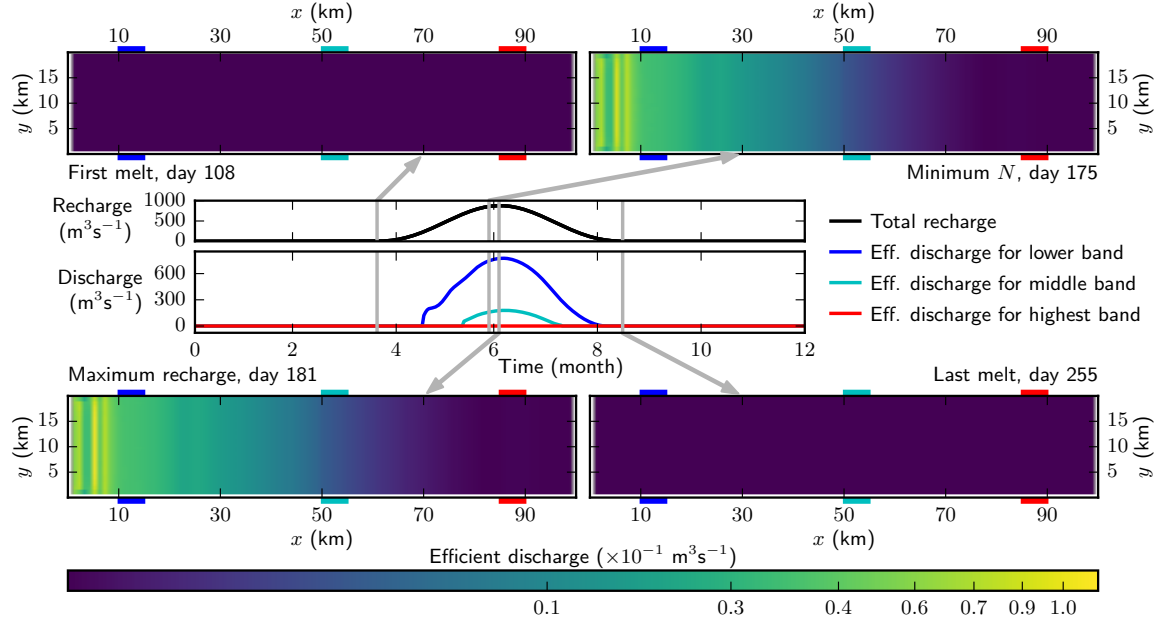 x (km) x (km)
10 30 50 70 90 10 30 50 70 90
y (km) 15 10 5 15 10 5 y (km)
First melt, day 108 Minimum N, day 175
Recharge
(m³s⁻¹)
1000
500
0
Total recharge
Eff. discharge for lower band
Eff. discharge for middle band
Eff. discharge for highest band
Discharge
(m³s⁻¹)
600
300
0
0 2 4 6 8 10 12
Time (month)
Maximum recharge, day 181 Last melt, day 255
y (km) 15 10 5 15 10 5 y (km)
10 30 50 70 90 10 30 50 70 90
x (km) x (km)
Efficient discharge (×10⁻¹ m³s⁻¹)
0.1 0.3 0.4 0.6 0.7 0.9 1.0